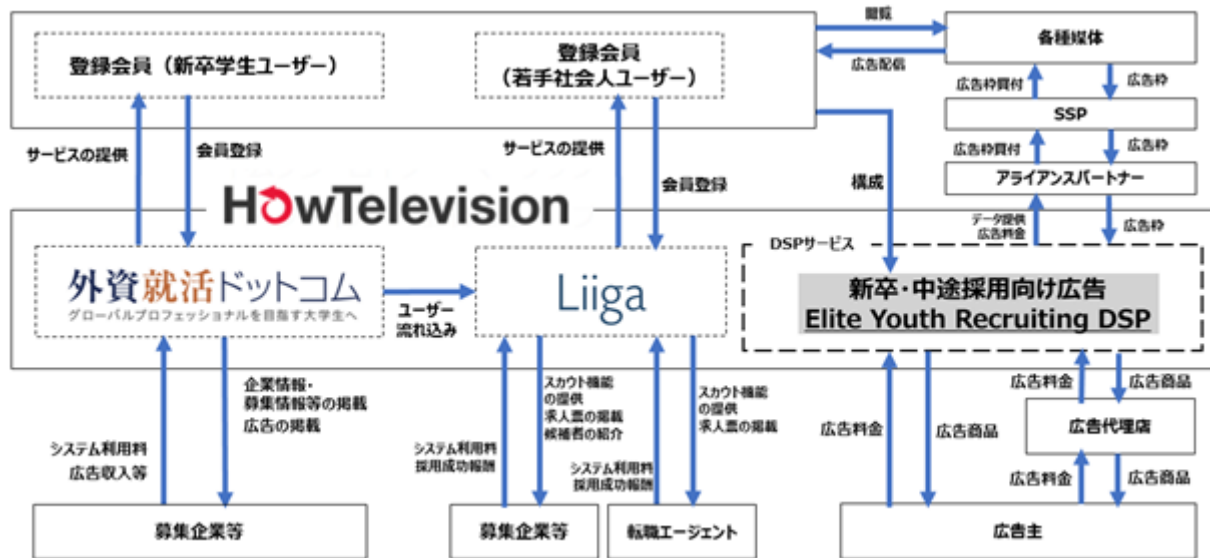 閲覧
登録会員（新卒学生ユーザー）
登録会員
（若手社会人ユーザー）
各種媒体
広告配信
広告枠買付
広告枠
SSP
サービスの提供
会員登録
サービスの提供
会員登録
構成
広告枠買付
広告枠
アライアンスパートナー
HowTelevision
データ提供
広告料金
広告枠
DSPサービス
外資就活ドットコム
グローバルプロフェッショナルを目指す大学生へ
ユーザー
流れ込み
Liiga
新卒・中途採用向け広告
Elite Youth Recruiting DSP
企業情報・
募集情報等の掲載
広告の掲載
システム利用料
広告収入等
スカウト機能
の提供
求人票の掲載
候補者の紹介
システム利用料
採用成功報酬
スカウト機能
の提供
求人票の掲載
システム利用料
採用成功報酬
広告料金
広告商品
広告料金
広告商品
広告代理店
広告料金
広告商品
募集企業等
募集企業等
転職エージェント
広告主